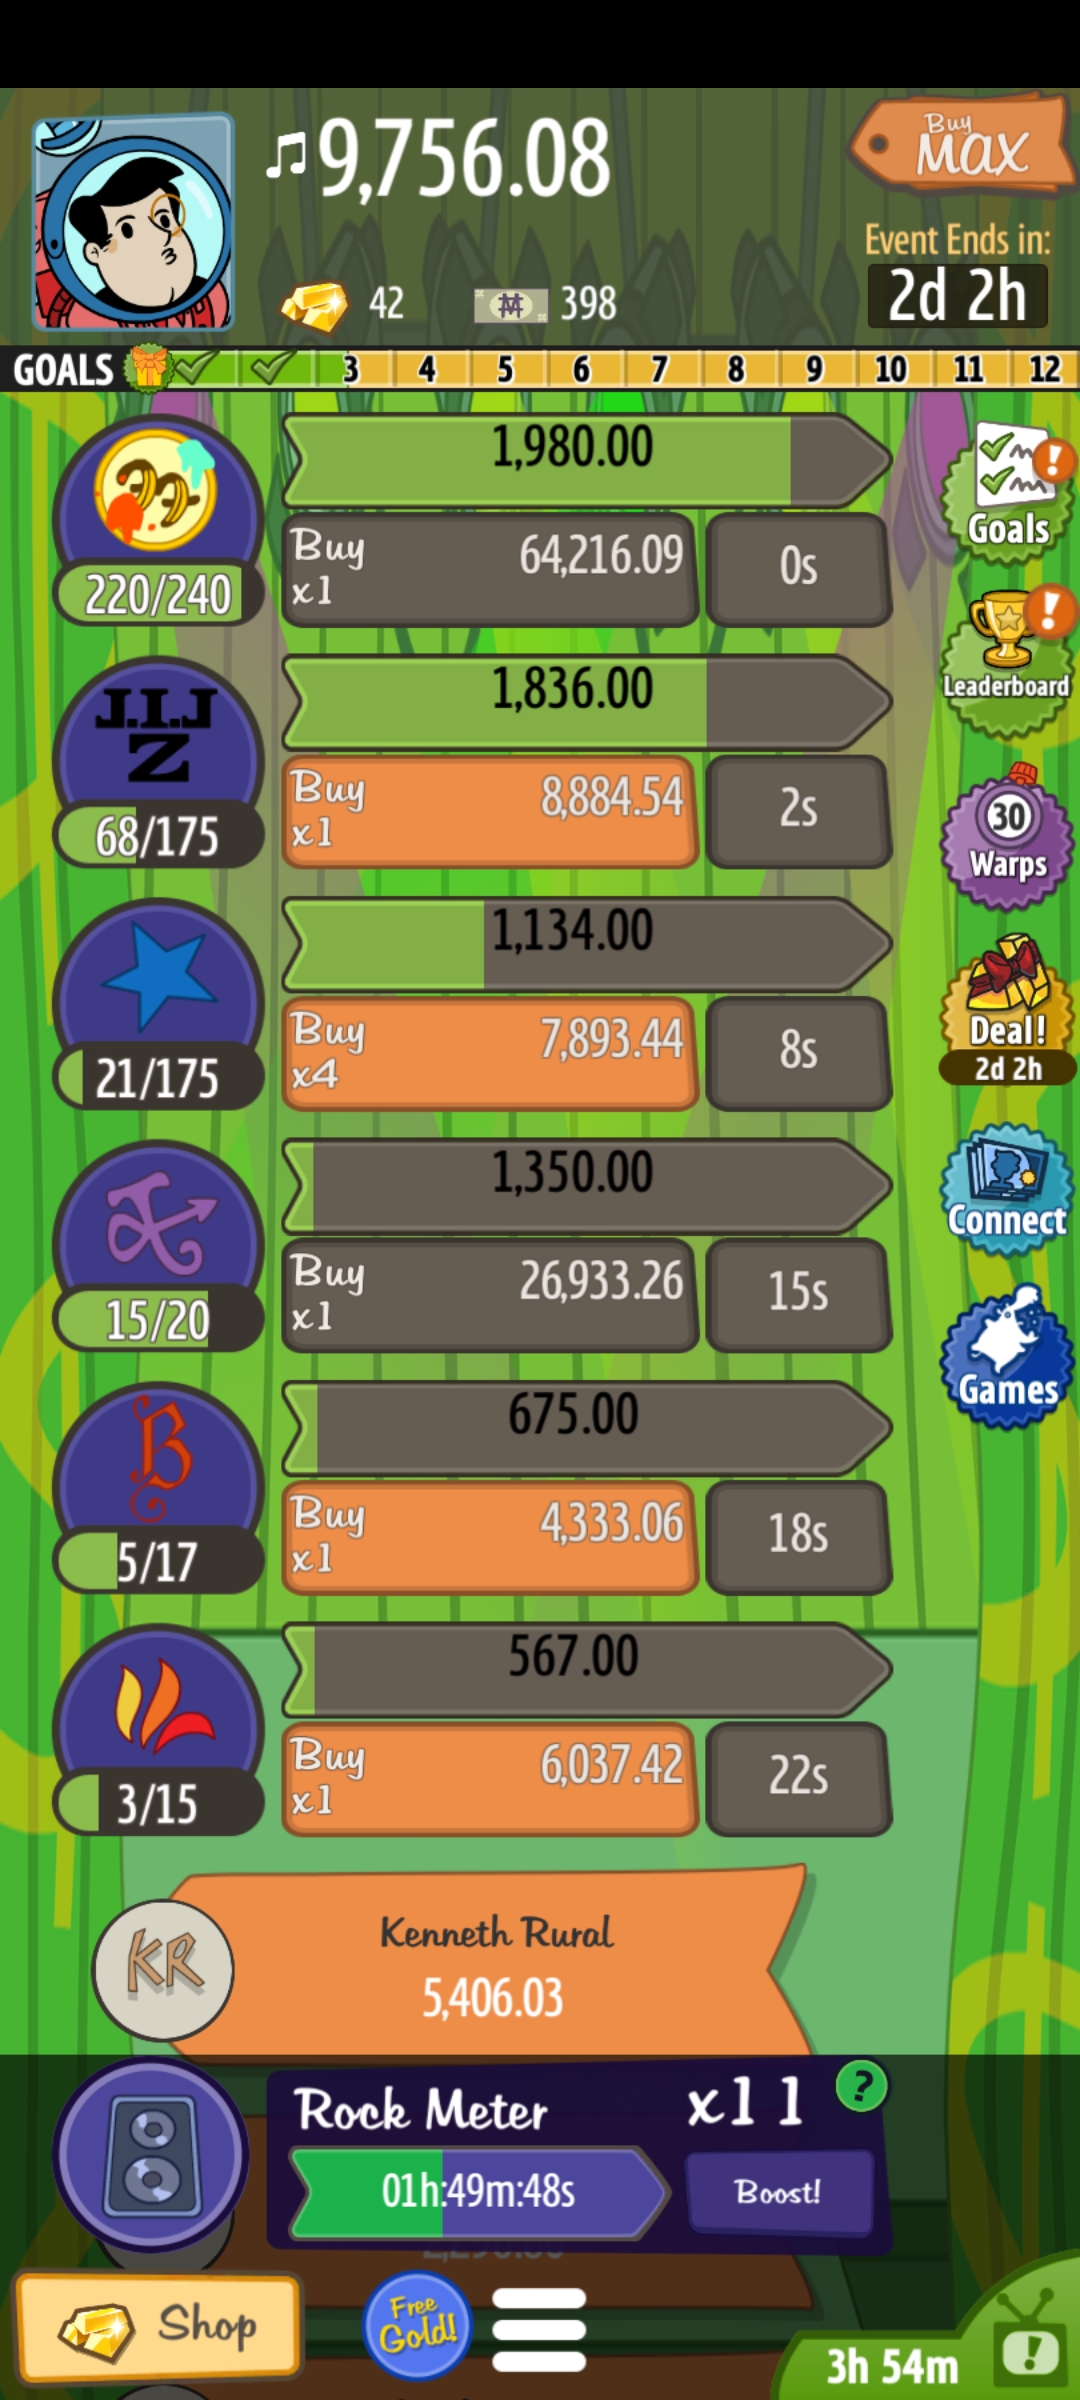 9,756.08
Buy
MAX
Event Ends in:
2d 2h
42
398
GOALS 3 4 5 6 7 8 9 10 11 12
1,980.00
Buy
x1
64,216.09
0s
220/240
Goals
J.I.J
Z
1,836.00
Buy
x1
8,884.54
2s
68/175
Leaderboard
30
Warps
1,134.00
Buy
x4
7,893.44
8s
21/175
Deal!
2d 2h
1,350.00
Buy
x1
26,933.26
15s
15/20
Connect
B
675.00
Buy
x1
4,333.06
18s
5/17
Games
567.00
Buy
x1
6,037.42
22s
3/15
KR
Kenneth Rural
5,406.03
Rock Meter
x11
?
01h:49m:48s
Boost!
Shop
Free
Gold!
3h 54m